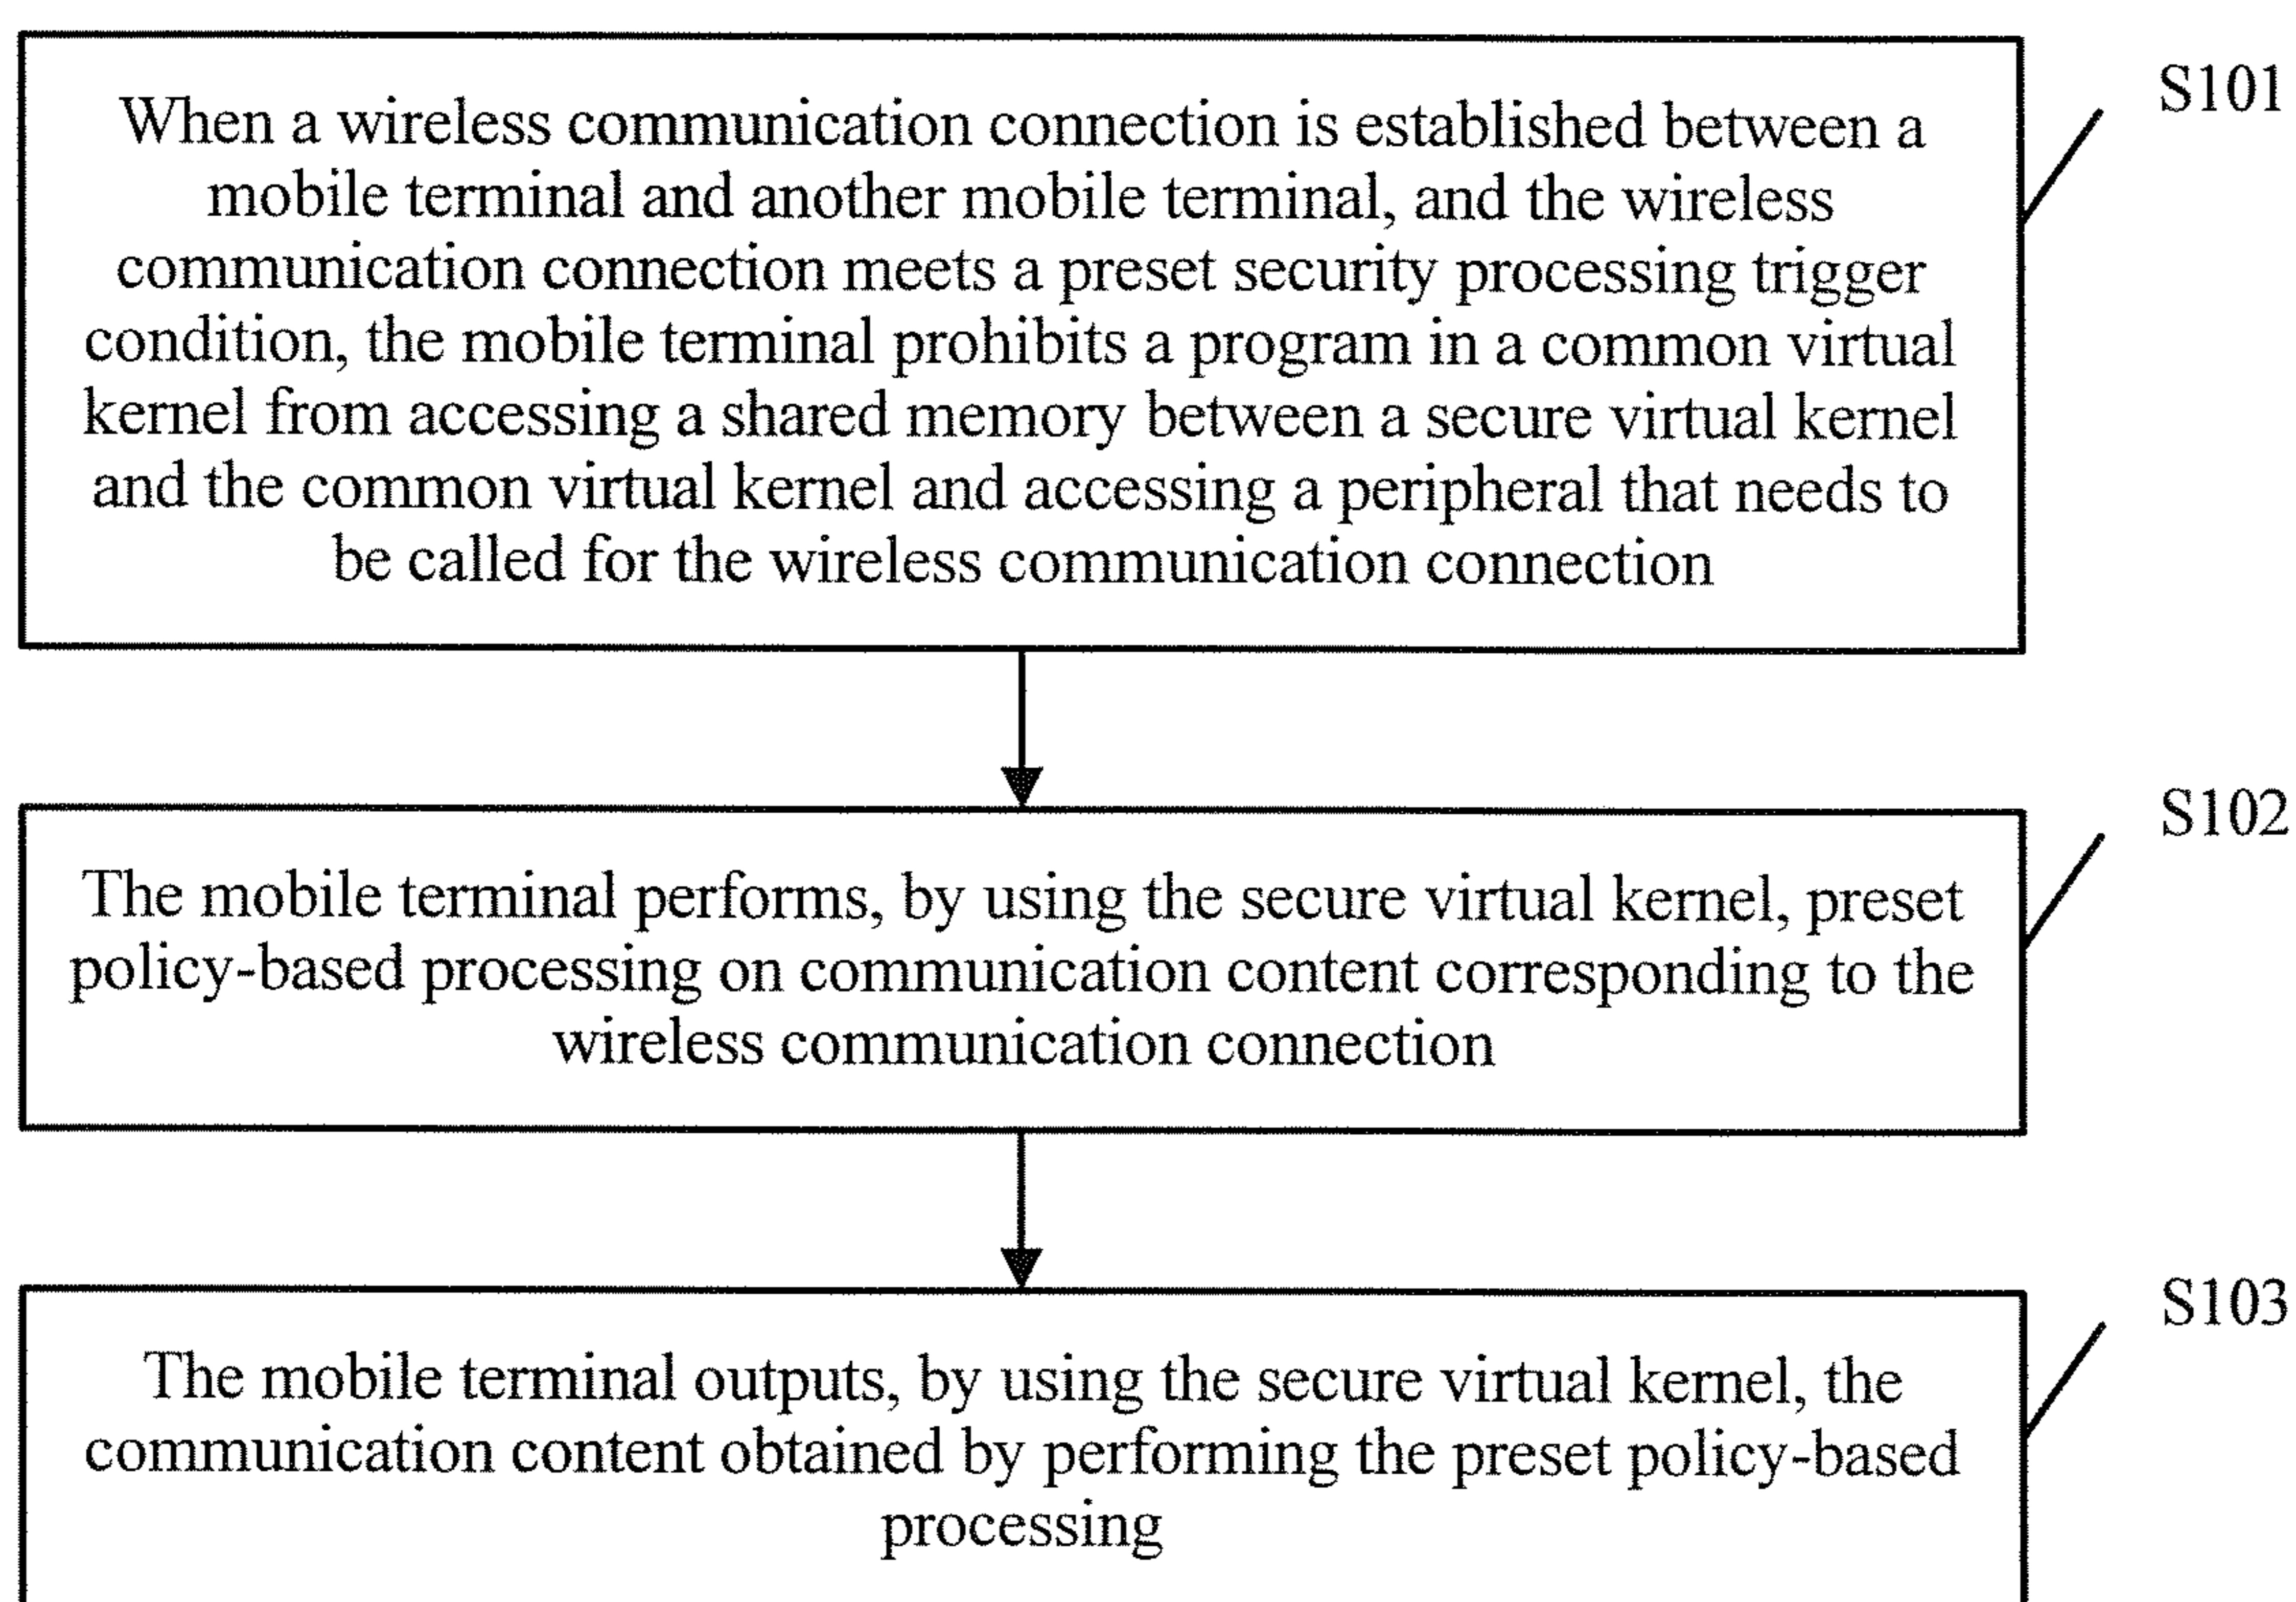 S101
When a wireless communication connection is established between a
mobile terminal and another mobile terminal, and the wireless
communication connection meets a preset security processing trigger
condition, the mobile terminal prohibits a program in a common virtual
kernel from accessing a shared memory between a secure virtual kernel
and the common virtual kernel and accessing a peripheral that needs to
be called for the wireless communication connection
S102
The mobile terminal performs, by using the secure virtual kernel, preset
policy-based processing on communication content corresponding to the
wireless communication connection
S103
The mobile terminal outputs, by using the secure virtual kernel, the
communication content obtained by performing the preset policy-based
processing